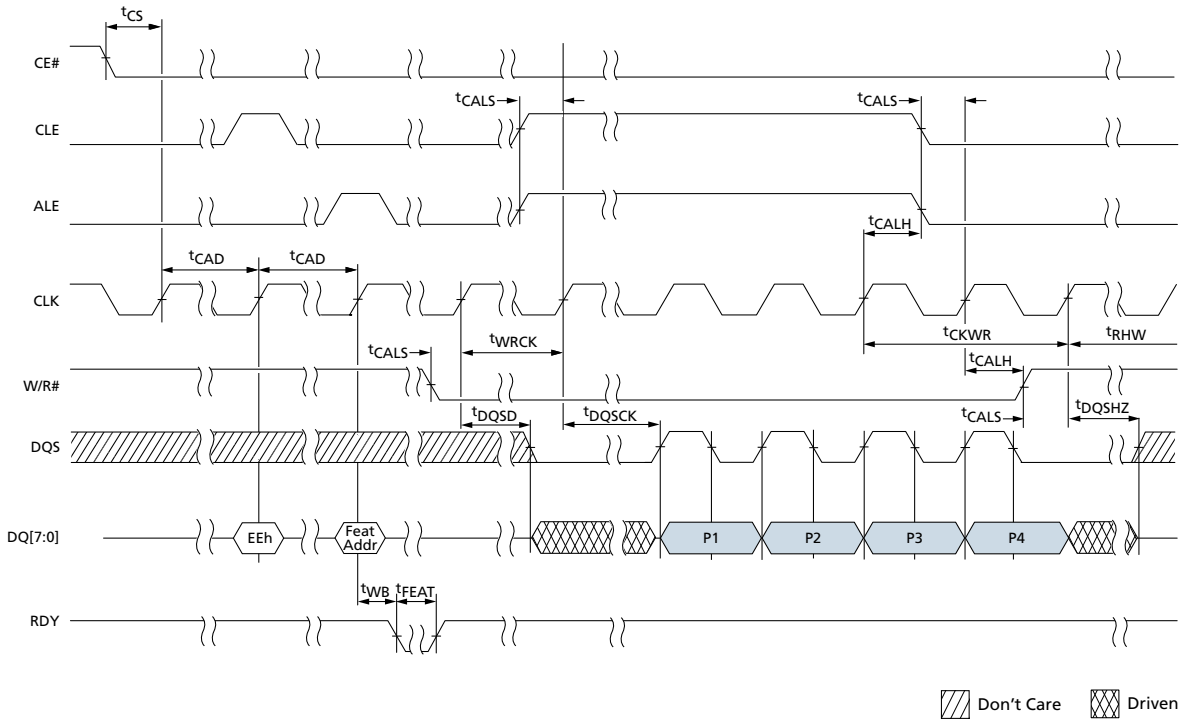 tCS
CE#
tCALS
tCALS
CLE
ALE
tCALH
tCAD
tCAD
CLK
tWRCK
tCKWR
tRHW
tCALS
tCALH
W/R#
tDQSD
tDQSCK
tCALS
tDQSHZ
DQS
DQ[7:0]
EEh
Feat
Addr
P1
P2
P3
P4
tWB
tFEAT
RDY
Don't Care
Driven